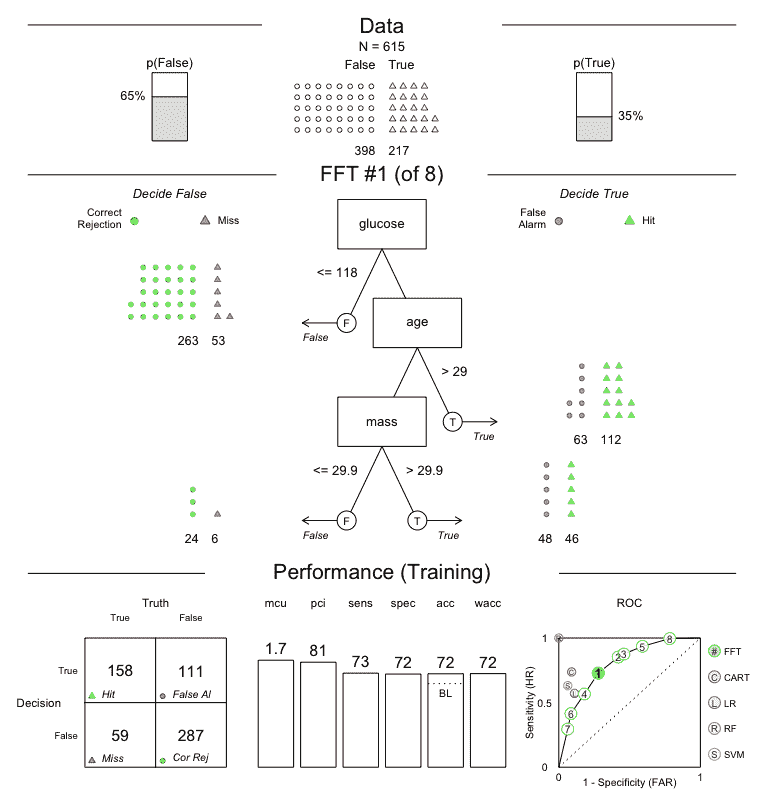 Data
N = 615
p(False)
False True
p(True)
65%
35%
398 217
FFT #1 (of 8)
Decide False
Decide True
Correct
Rejection
Miss
False
Alarm
Hit
glucose
<= 118
F
False
263 53
age
> 29
T
True
63 112
mass
<= 29.9
> 29.9
F
False
T
True
24 6
48 46
Performance (Training)
Truth
True False
Decision
True
158
Hit
111
False Al
False
59
Miss
287
Cor Rej
mcu pci sens spec acc wacc
1.7 81 73 72 72 72
BL
ROC
Sensitivity (HR)
1
0.5
0
0 1
1 - Specificity (FAR)
8
5
2 3
1
4
6
7
C
S
L
# FFT
C CART
L LR
R RF
S SVM